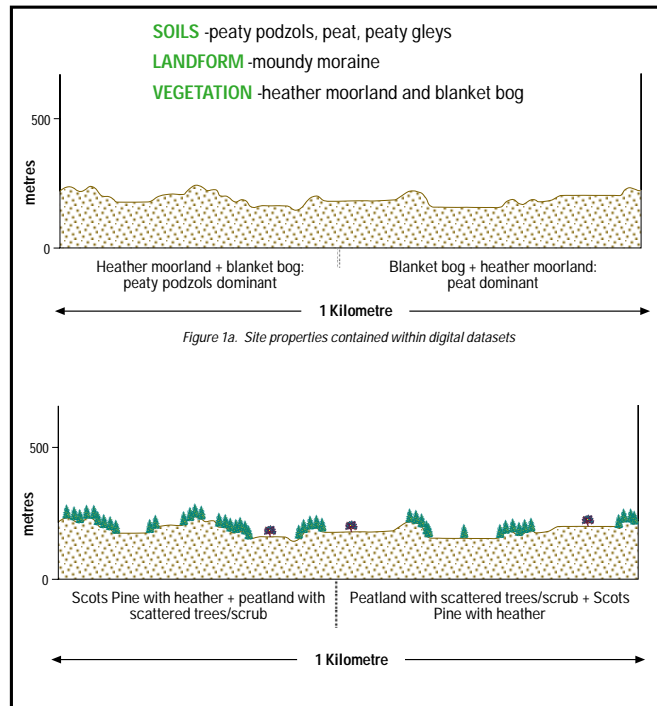 SOILS -peaty podzols, peat, peaty gleys
LANDFORM -moundy moraine
VEGETATION -heather moorland and blanket bog
500
metres
0
Heather moorland + blanket bog:
peaty podzols dominant
Blanket bog + heather moorland:
peat dominant
1 Kilometre
Figure 1a. Site properties contained within digital datasets
500
metres
0
Scots Pine with heather + peatland with
scattered trees/scrub
Peatland with scattered trees/scrub + Scots
Pine with heather
1 Kilometre